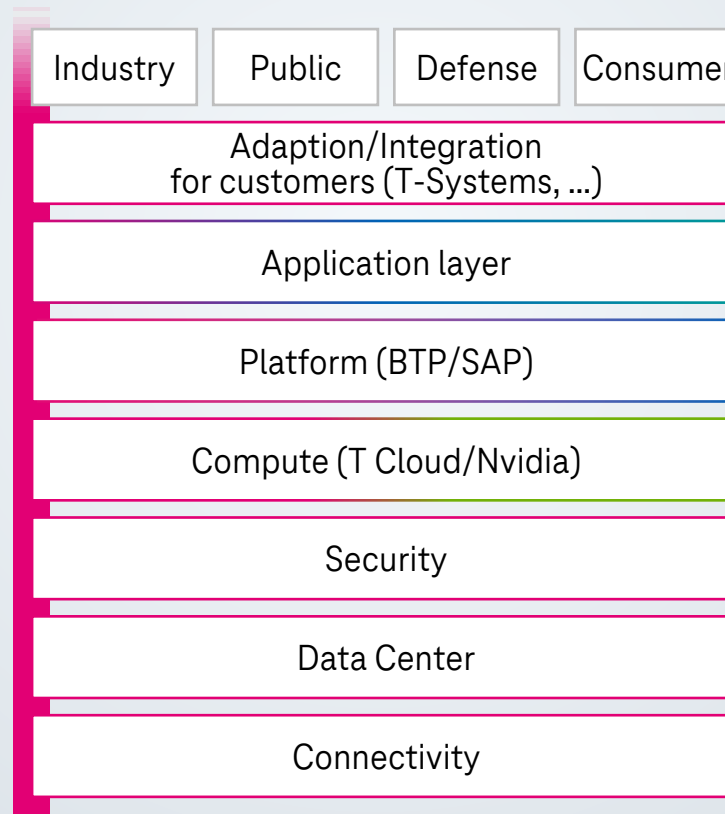 Industry
Public
Defense
Consumer
Adaption/Integration
for customers (T-Systems, ...)
Application layer
Platform (BTP/SAP)
Compute (T Cloud/Nvidia)
Security
Data Center
Connectivity